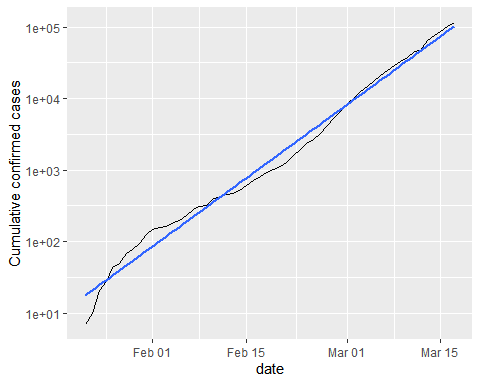 Cumulative confirmed cases
1e+05
1e+04
1e+03
1e+02
1e+01
Feb 01 Feb 15 Mar 01 Mar 15
date